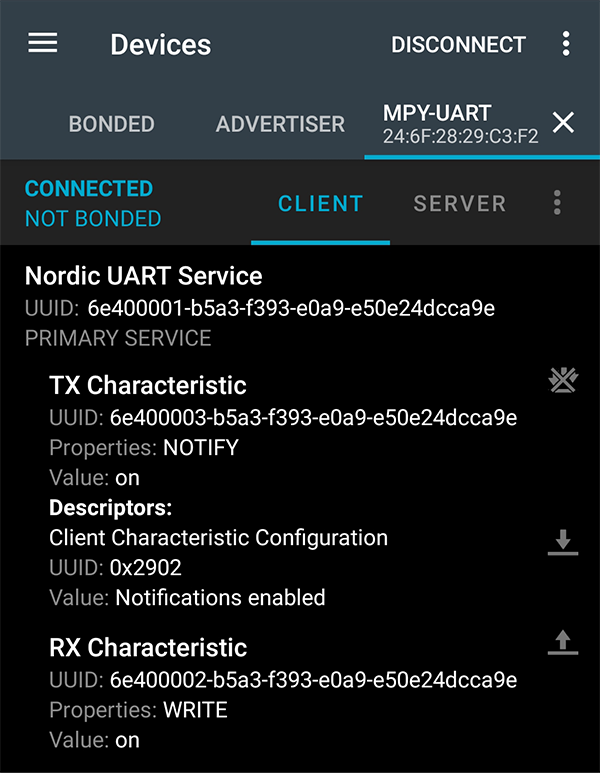 Devices
DISCONNECT
BONDED
ADVERTISER
MPY-UART
24:6F:28:29:C3:F2
CONNECTED
NOT BONDED
CLIENT
SERVER
Nordic UART Service
UUID: 6e400001-b5a3-f393-e0a9-e50e24dcca9e
PRIMARY SERVICE
TX Characteristic
UUID: 6e400003-b5a3-f393-e0a9-e50e24dcca9e
Properties: NOTIFY
Value: on
Descriptors:
Client Characteristic Configuration
UUID: 0x2902
Value: Notifications enabled
RX Characteristic
UUID: 6e400002-b5a3-f393-e0a9-e50e24dcca9e
Properties: WRITE
Value: on